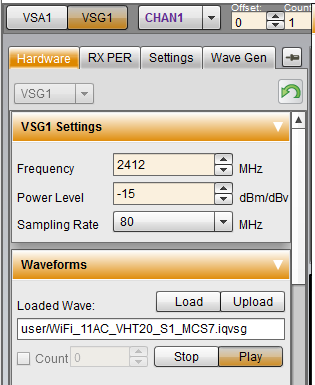 VSA1 VSG1 CHAN1 Offset: 0 Count 1
Hardware RX PER Settings Wave Gen
VSG1
VSG1 Settings
Frequency 2412 MHz
Power Level -15 dBm/dBv
Sampling Rate 80 MHz
Waveforms
Loaded Wave: Load Upload
user/WiFi_11AC_VHT20_S1_MCS7.iqvsg
Count 0 Stop Play